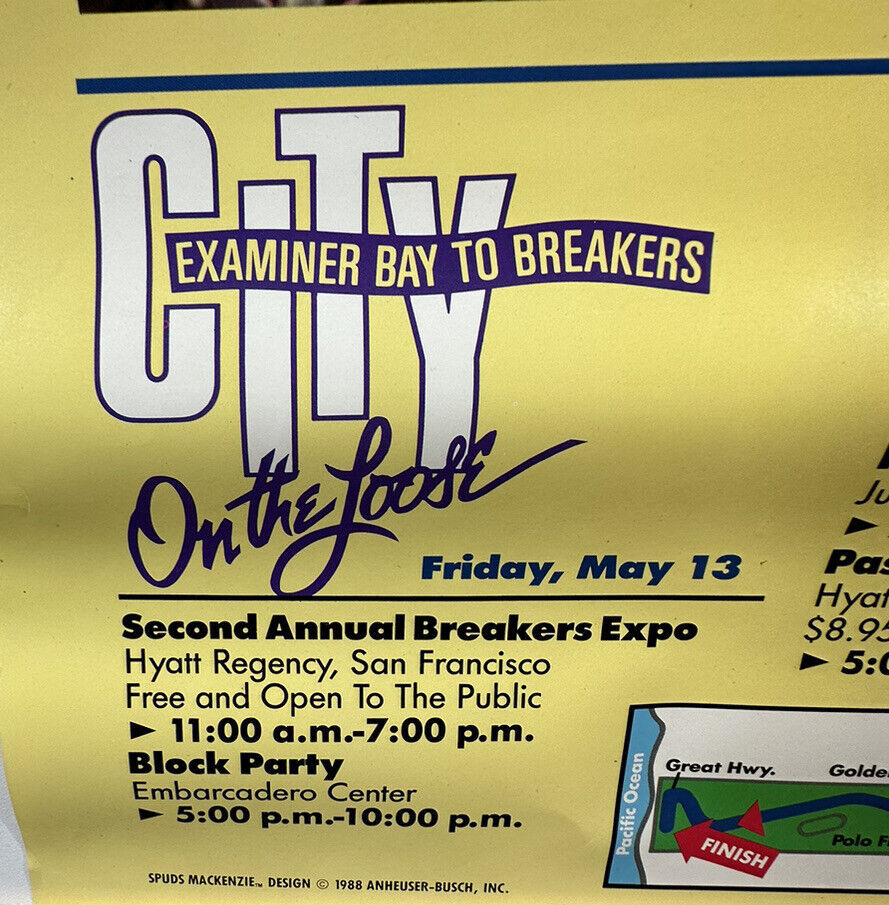 CITY
EXAMINER BAY TO BREAKERS
On the Loose
Friday, May 13
Second Annual Breakers Expo
Hyatt Regency, San Francisco
Free and Open To The Public
► 11:00 a.m.-7:00 p.m.
Block Party
Embarcadero Center
► 5:00 p.m.-10:00 p.m.
SPUDS MACKENZIE™ DESIGN © 1988 ANHEUSER-BUSCH, INC.
$8.95
Pacific Ocean
Great Hwy.
FINISH
Polo